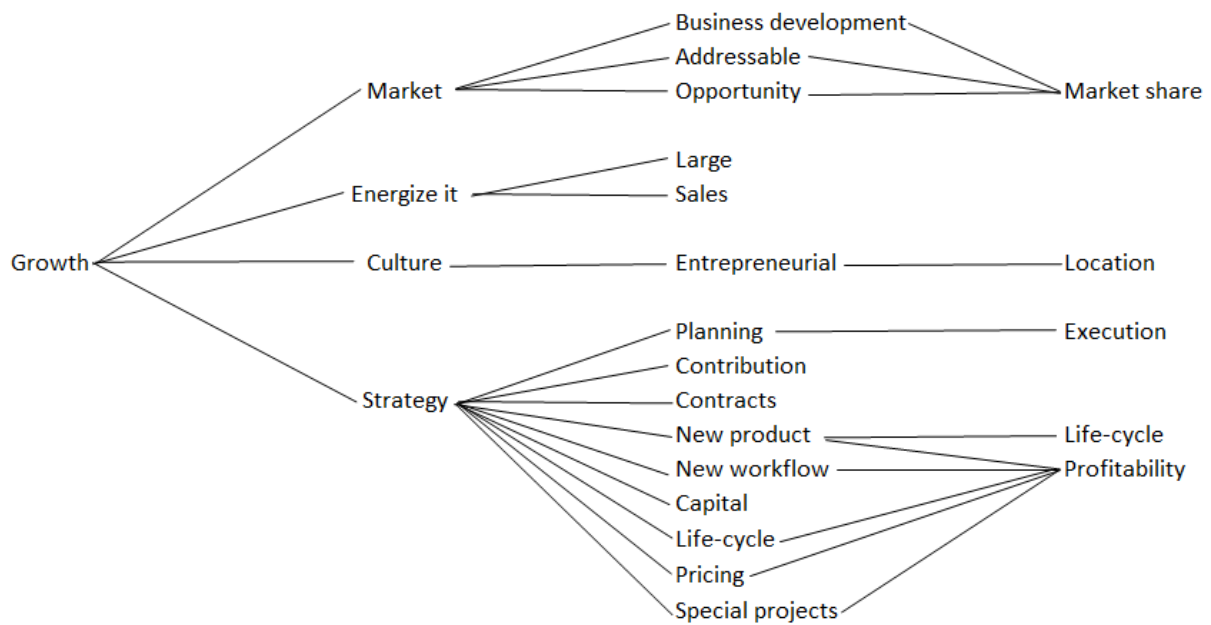 Growth
Market
Energize it
Culture
Strategy
Business development
Addressable
Opportunity
Large
Sales
Entrepreneurial
Planning
Contribution
Contracts
New product
New workflow
Capital
Life-cycle
Pricing
Special projects
Market share
Location
Execution
Life-cycle
Profitability